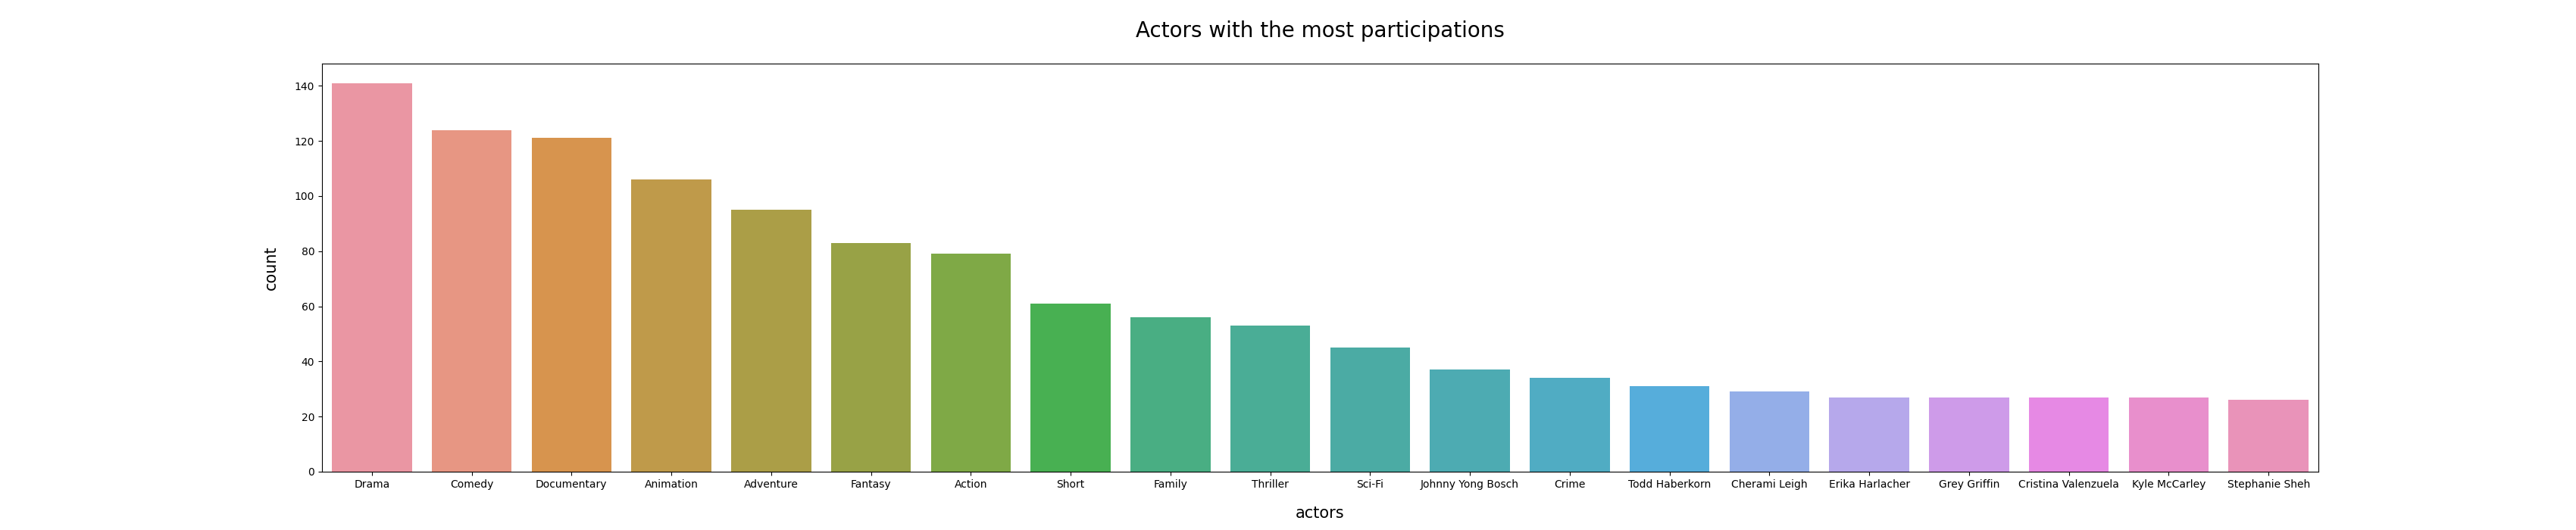 Actors with the most participations
140
120
100
80
60
40
20
0
count
Drama Comedy Documentary Animation Adventure Fantasy Action Short Family Thriller Sci-Fi Johnny Yong Bosch Crime Todd Haberkorn Cherami Leigh Erika Harlacher Grey Griffin Cristina Valenzuela Kyle McCarley Stephanie Sheh
actors